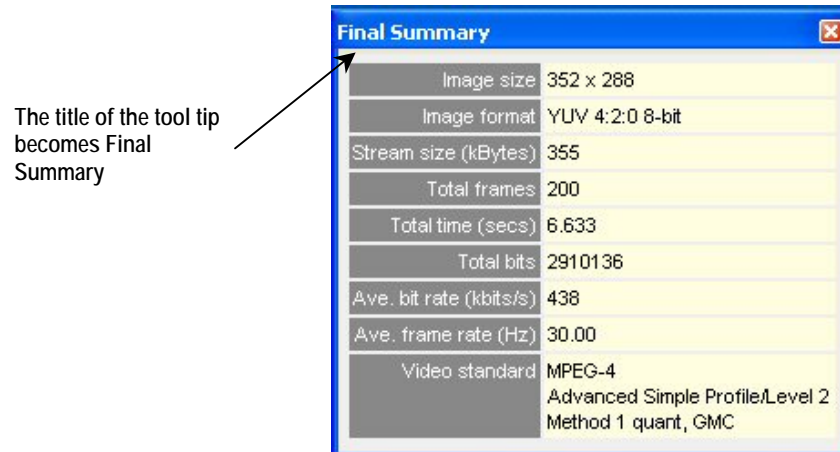 The title of the tool tip
becomes Final
Summary
Final Summary
Image size 352 x 288
Image format YUV 4:2:0 8-bit
Stream size (kBytes) 355
Total frames 200
Total time (secs) 6.633
Total bits 2910136
Ave. bit rate (kbits/s) 438
Ave. frame rate (Hz) 30.00
Video standard MPEG-4
Advanced Simple Profile/Level 2
Method 1 quant, GMC